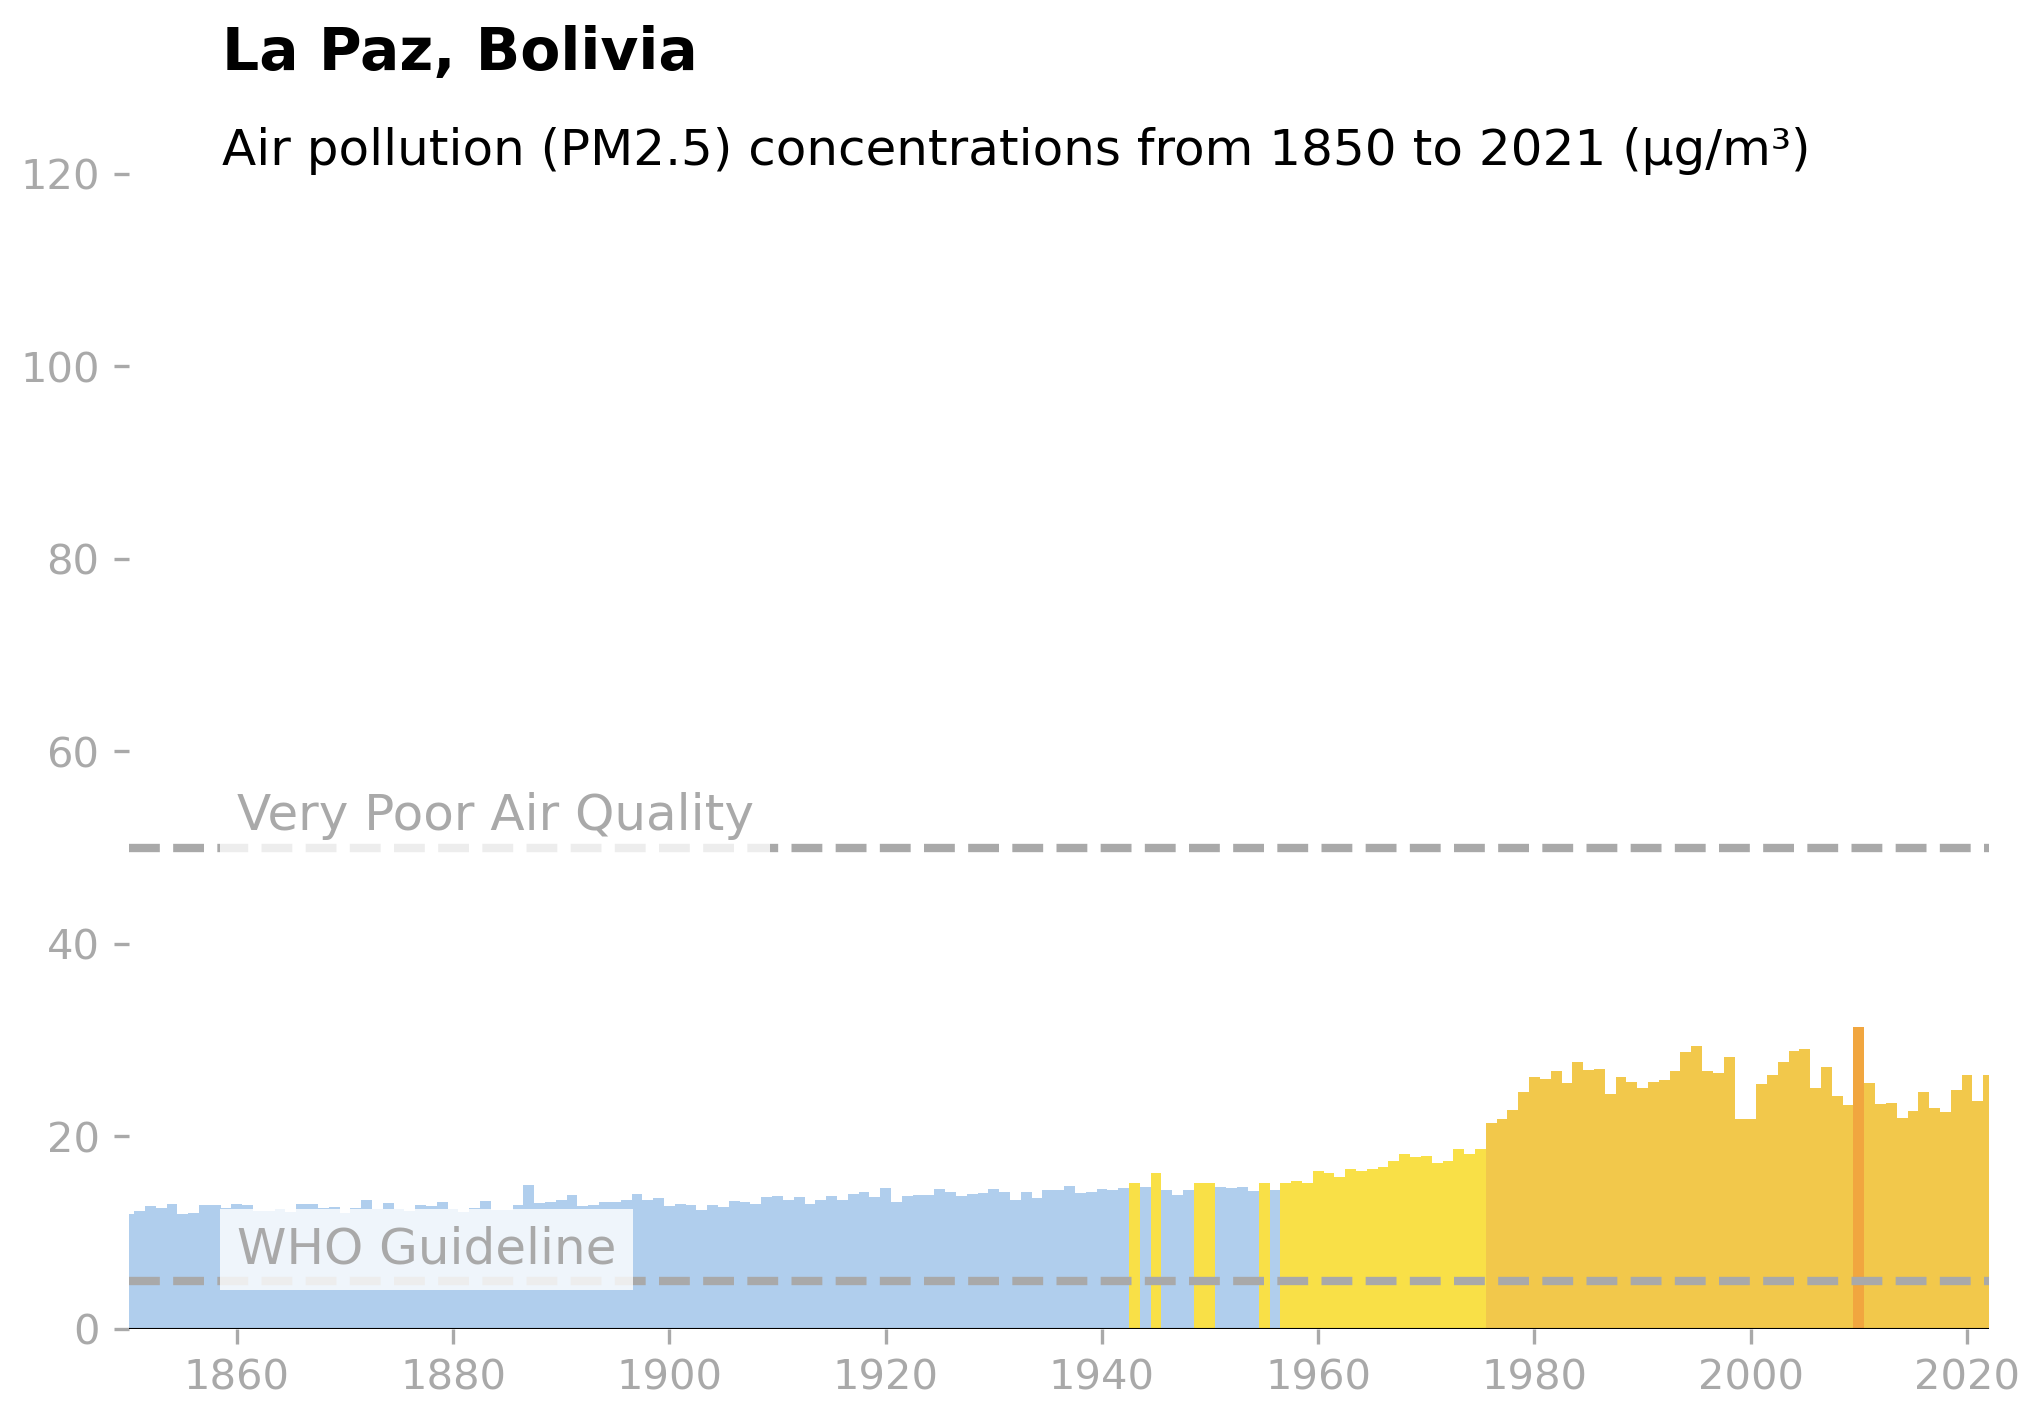 La Paz, Bolivia
Air pollution (PM2.5) concentrations from 1850 to 2021 (µg/m³)
120
100
80
60
Very Poor Air Quality
40
20
WHO Guideline
0
1860 1880 1900 1920 1940 1960 1980 2000 2020